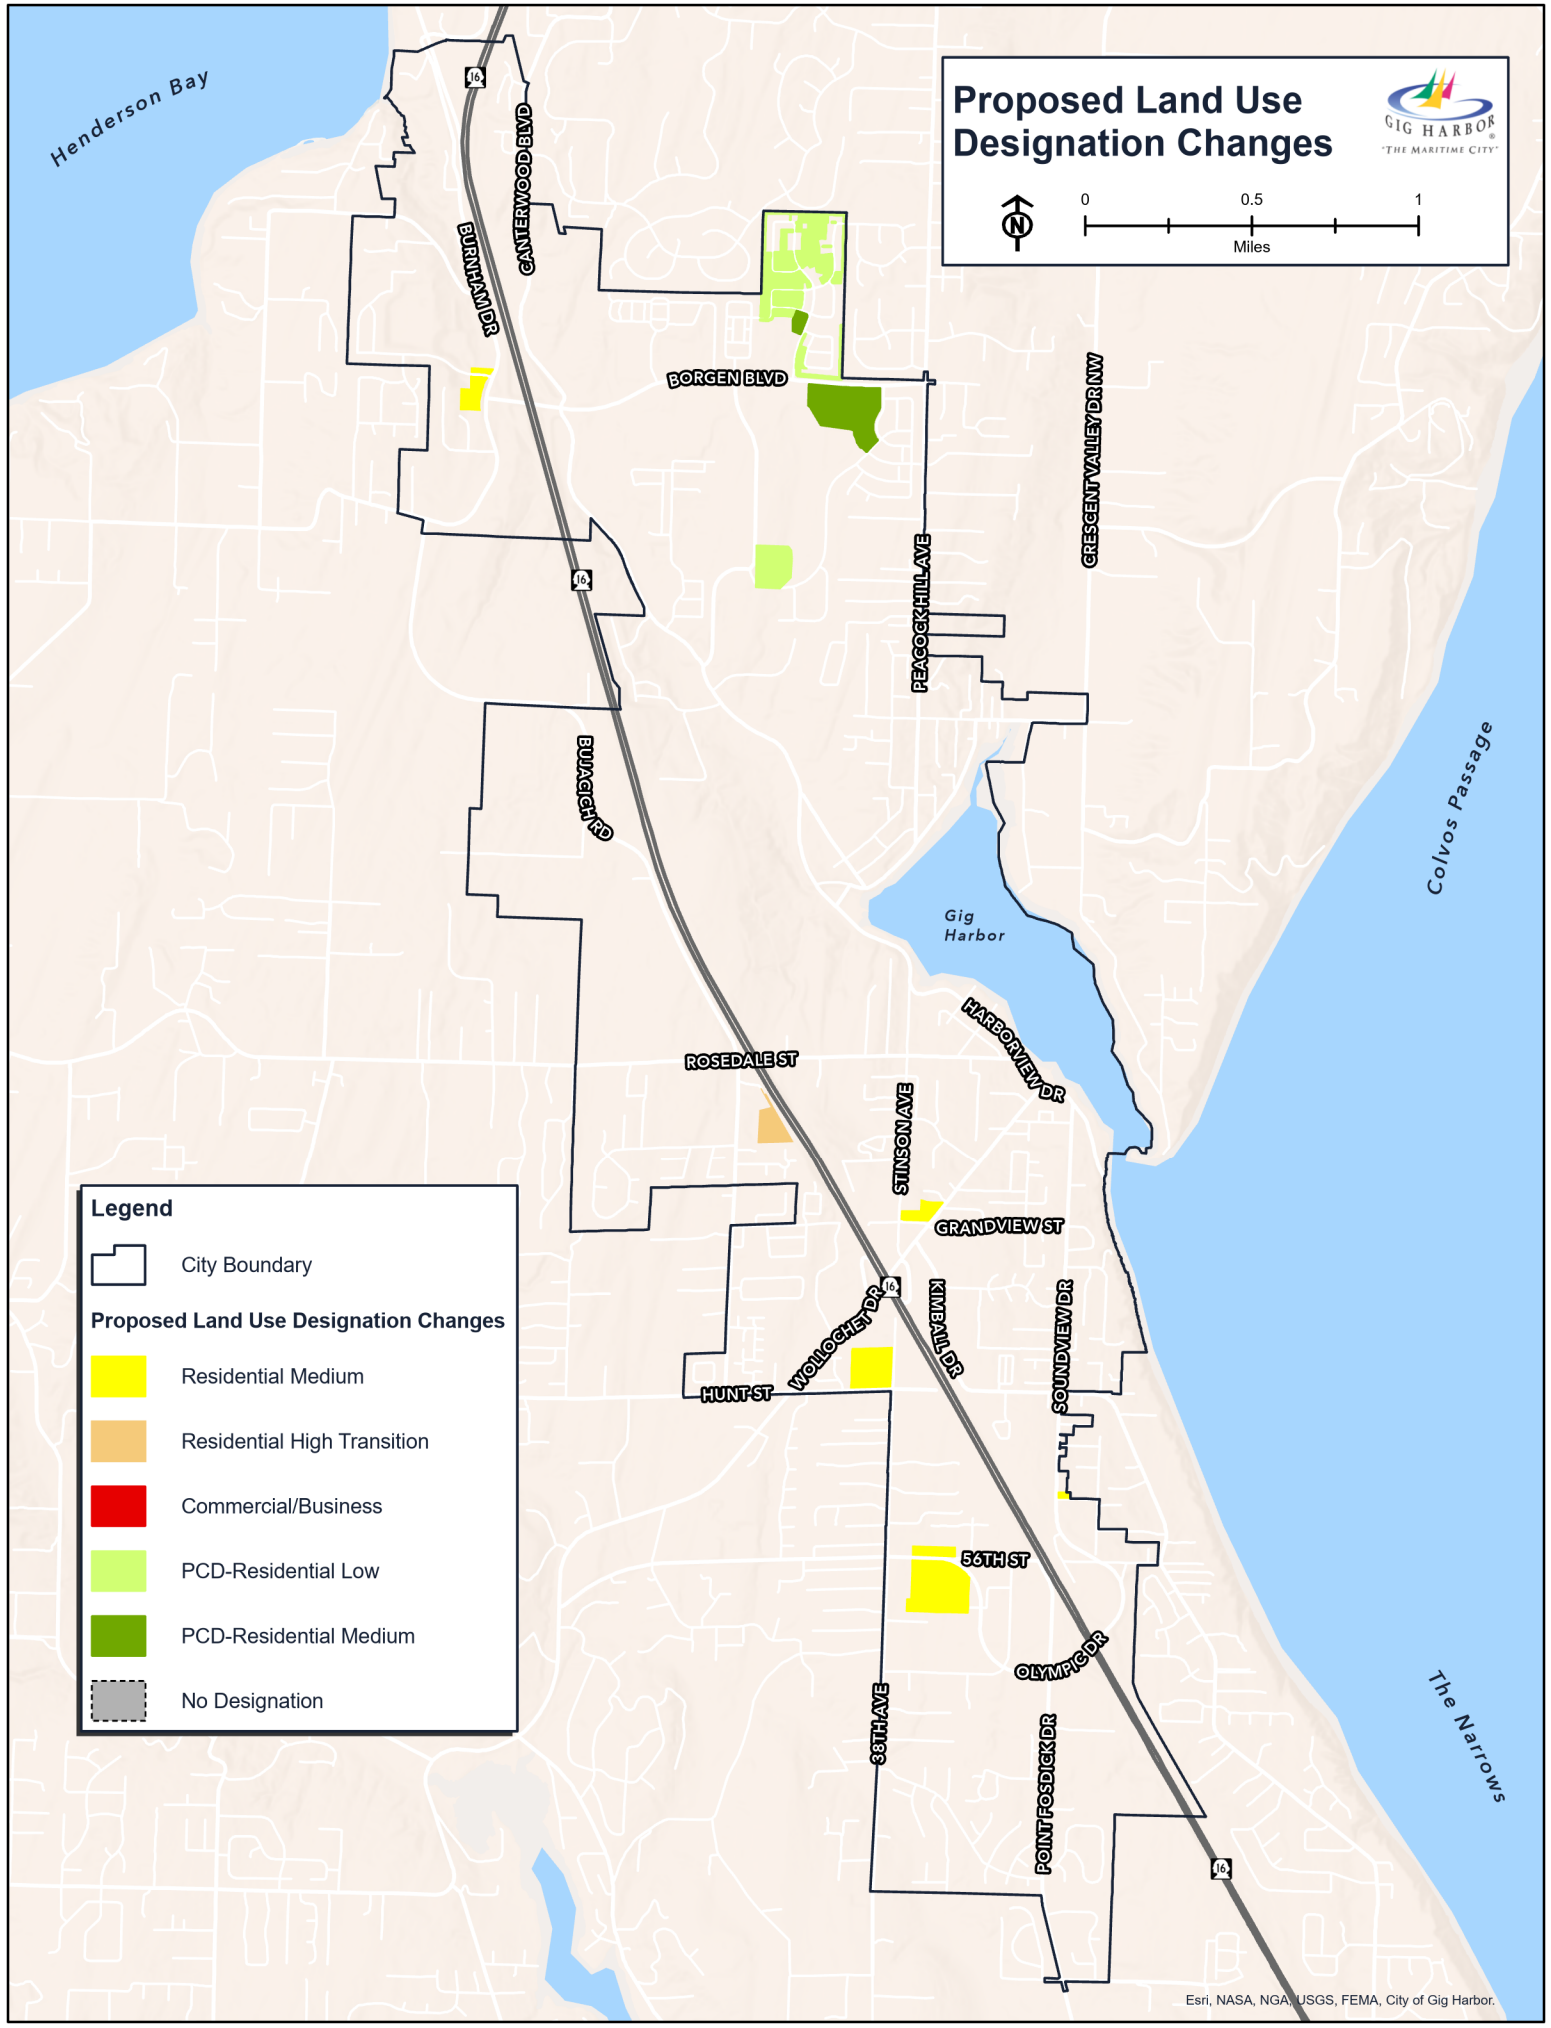 Henderson Bay
Proposed Land Use
Designation Changes
GIG HARBOR®
"THE MARITIME CITY"
N
0 0.5 1
Miles
16
CANTERWOOD BLVD
BURNHAM DR
BORGEN BLVD
CRESCENT VALLEY DR NW
PEACOCK HILL AVE
16
BUJACICH RD
Colvos Passage
Gig
Harbor
HARBORVIEW DR
ROSEDALE ST
STINSON AVE
GRANDVIEW ST
16
WOLLOCHET DR
KIMBALL DR
SOUNDVIEW DR
HUNT ST
56TH ST
OLYMPIC DR
38TH AVE
POINT FOSDICK DR
The Narrows
16
Legend
City Boundary
Proposed Land Use Designation Changes
Residential Medium
Residential High Transition
Commercial/Business
PCD-Residential Low
PCD-Residential Medium
No Designation
Esri, NASA, NGA, USGS, FEMA, City of Gig Harbor.